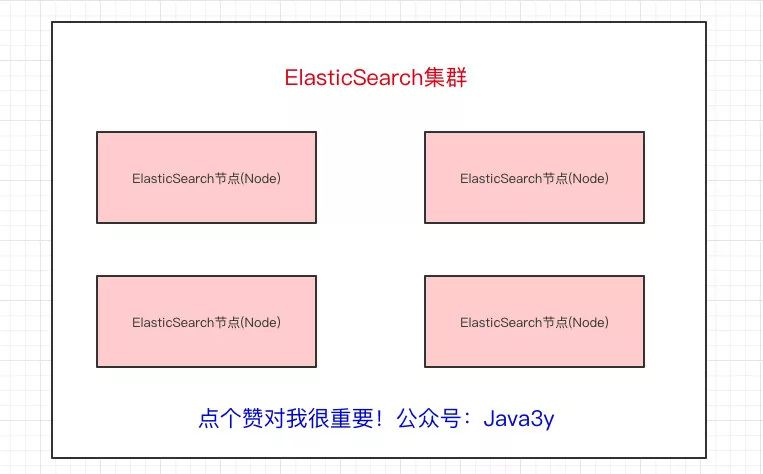 ElasticSearch集群
ElasticSearch节点(Node)
ElasticSearch节点(Node)
ElasticSearch节点(Node)
ElasticSearch节点(Node)
点个赞对我很重要！公众号：Java3y